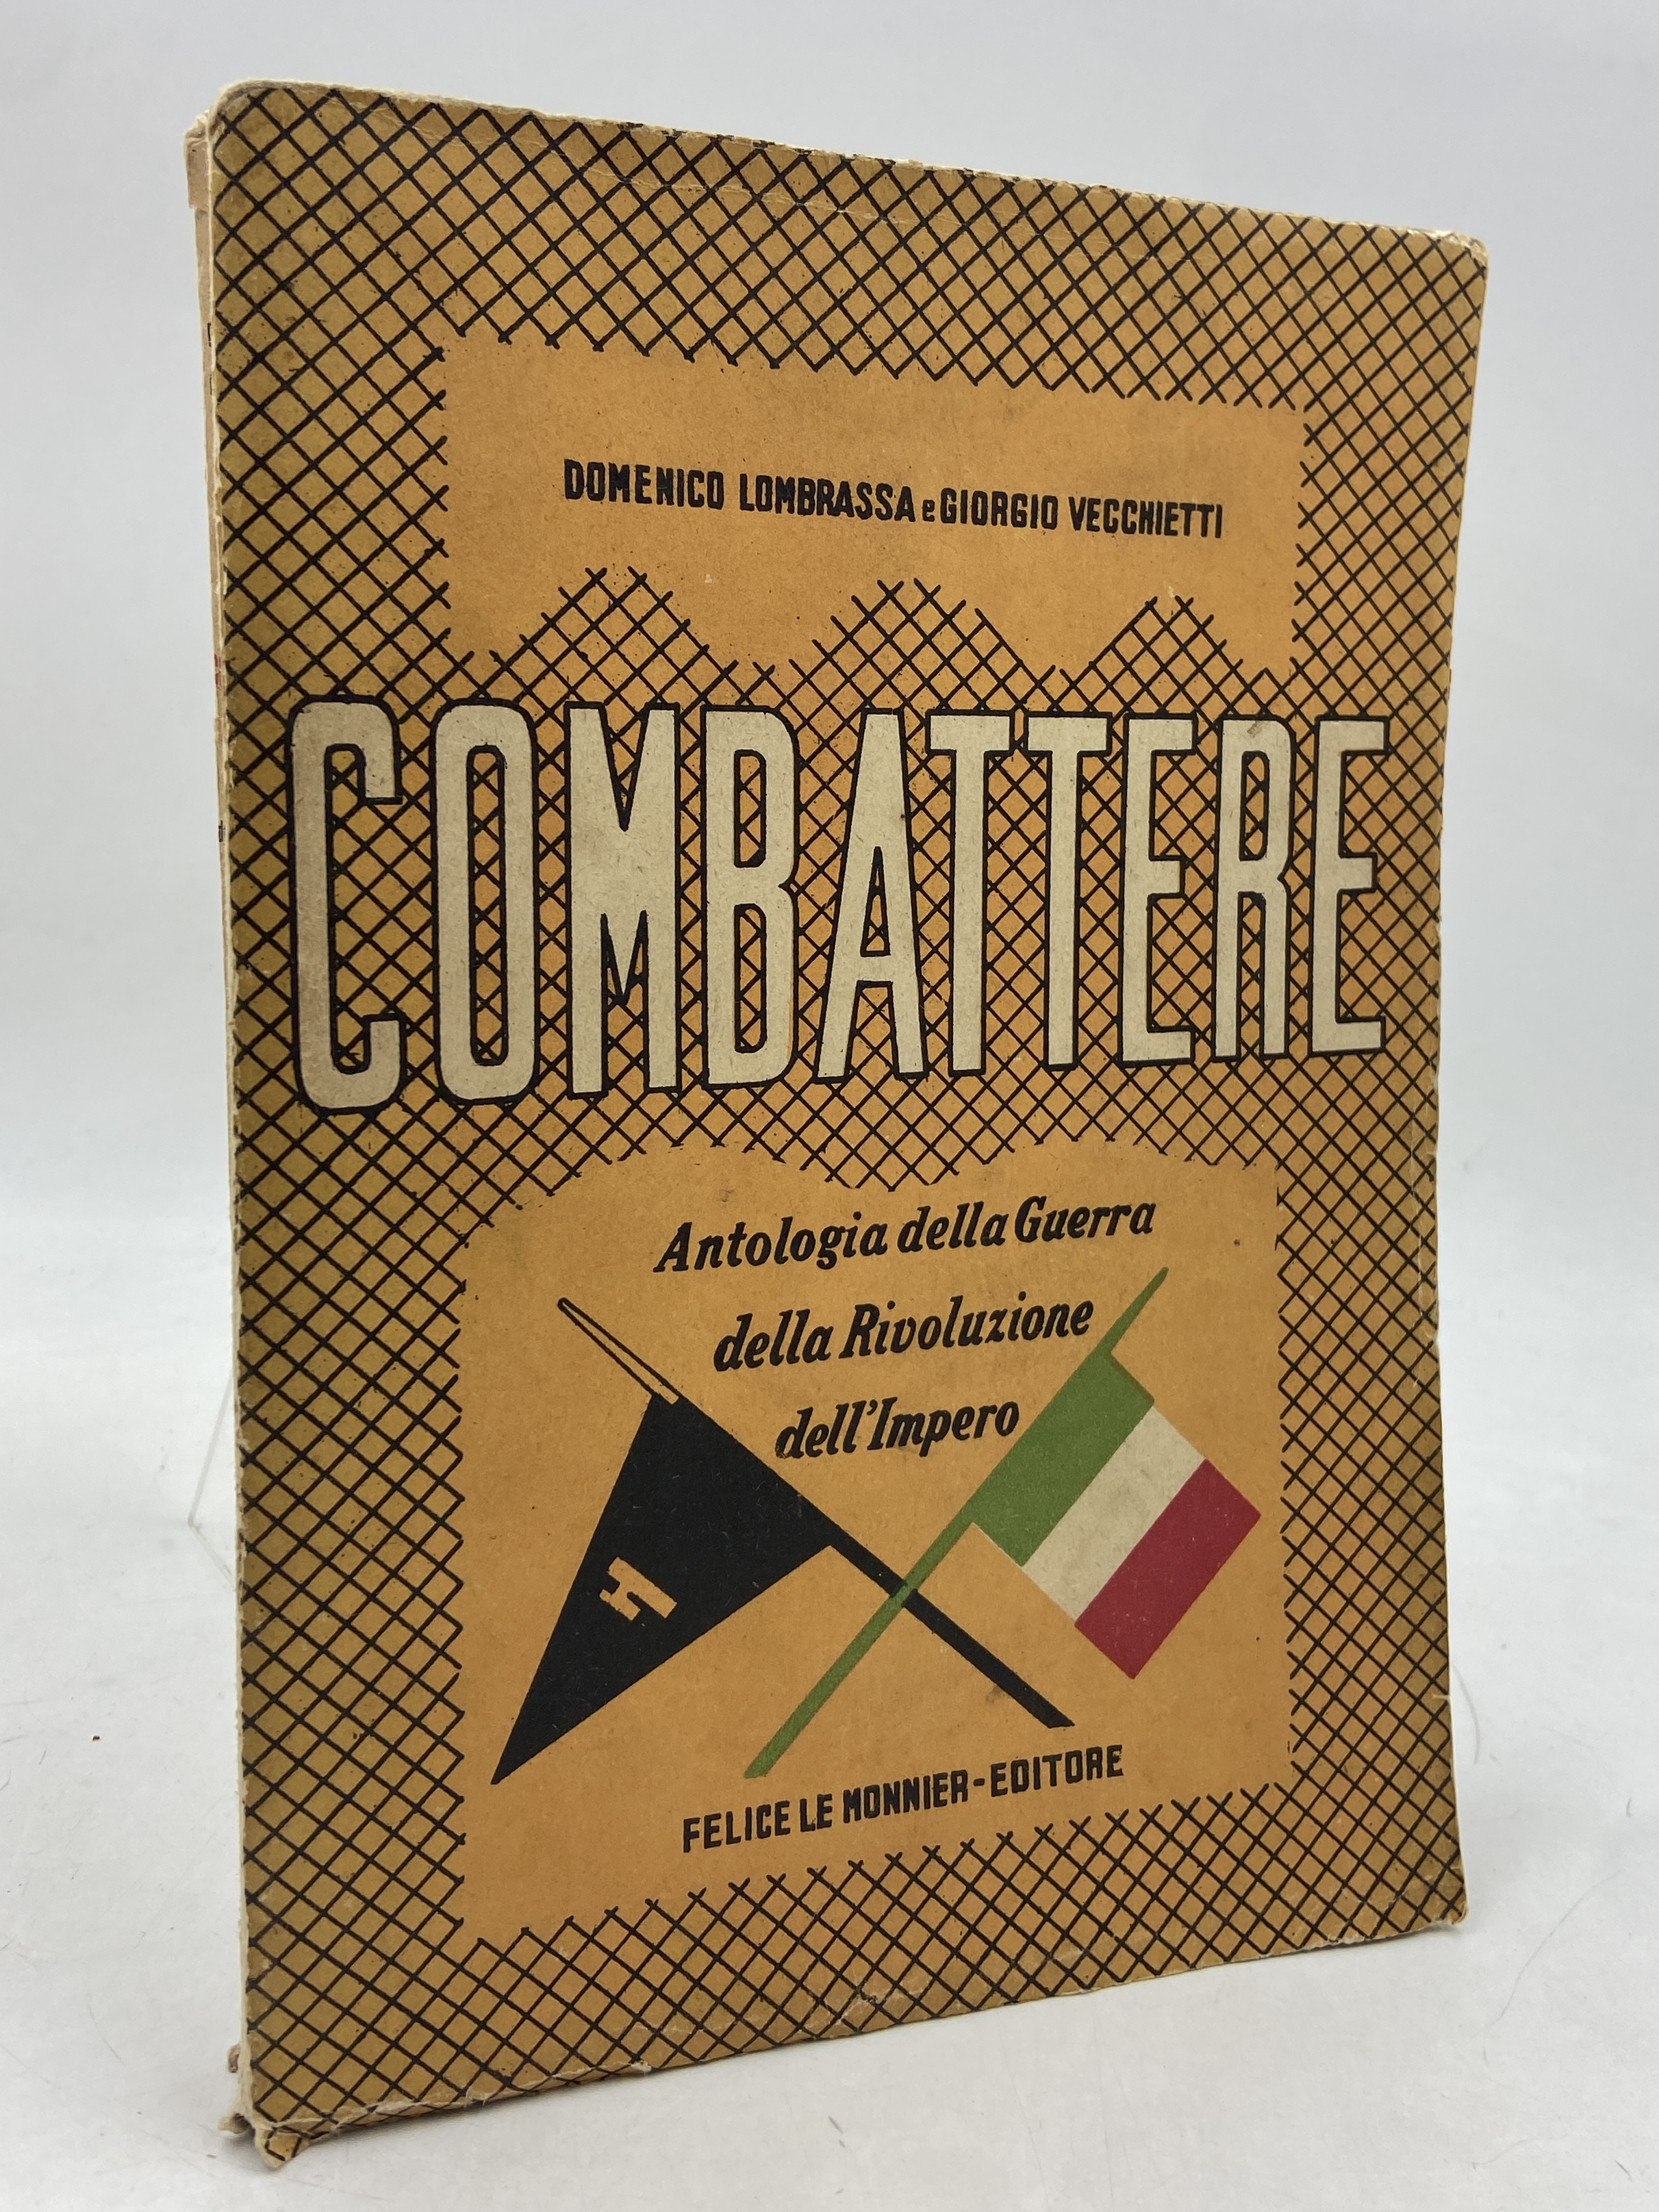 DOMENICO LOMBRASSA e GIORGIO VECCHIETTI
COMBATTERE
Antologia della Guerra
della Rivoluzione
dell'Impero
FELICE LE MONNIER-EDITORE